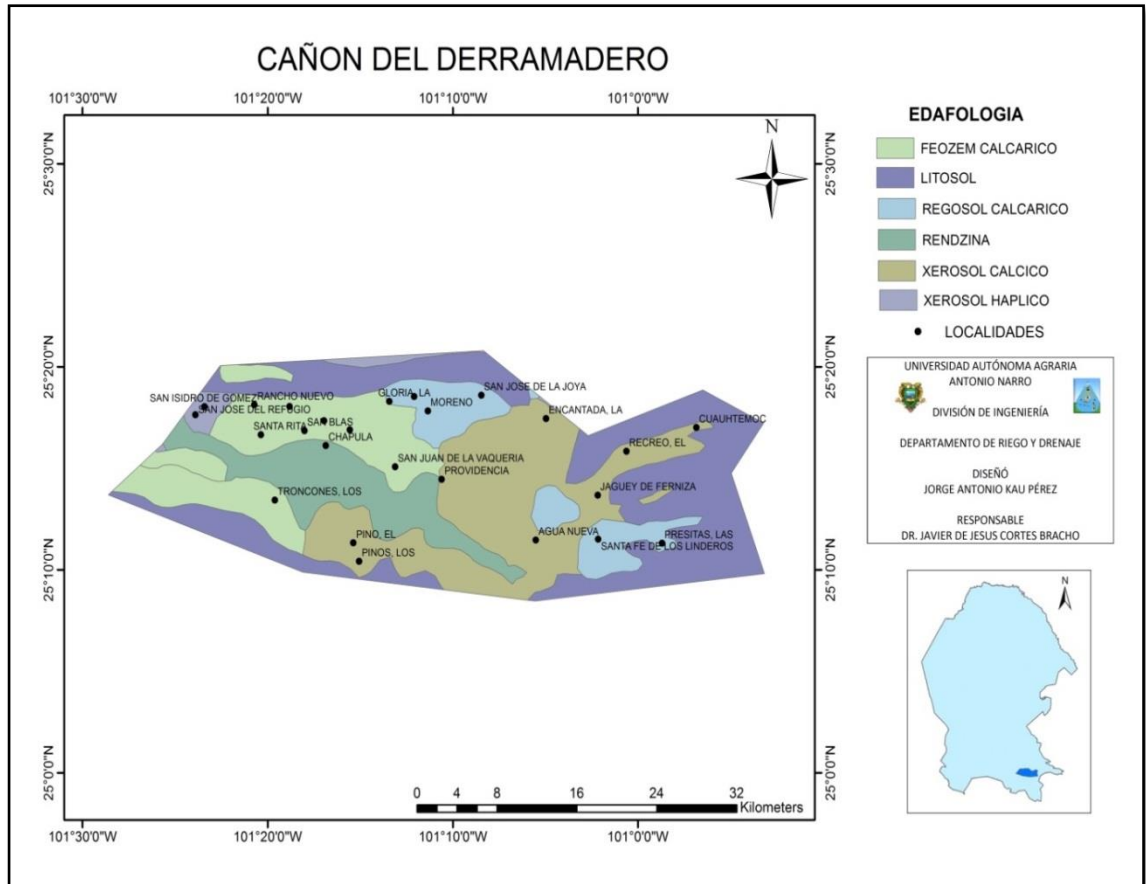 CAÑON DEL DERRAMADERO
101°30'0"W 101°20'0"W 101°10'0"W 101°0'0"W
N
25°30'0"N 25°30'0"N
25°20'0"N 25°20'0"N
25°10'0"N 25°10'0"N
25°0'0"N 25°0'0"N
SAN ISIDRO DE GOMEZ
RANCHO NUEVO
SAN JOSE DEL REFUGIO
GLORIA, LA
SAN JOSE DE LA JOYA
MORENO
ENCANTADA, LA
CUAUHTEMOC
SANTA RITA
SAN BLAS
CHAPULA
RECREO, EL
SAN JUAN DE LA VAQUERIA
PROVIDENCIA
TRONCONES, LOS
JAGUEY DE FERNIZA
PINO, EL
AGUA NUEVA
PRESITAS, LAS
SANTA FE DE LOS LINDEROS
PINOS, LOS
0 4 8 16 24 32
Kilometers
101°30'0"W 101°20'0"W 101°10'0"W 101°0'0"W
EDAFOLOGIA
FEOZEM CALCARICO
LITOSOL
REGOSOL CALCARICO
RENDZINA
XEROSOL CALCICO
XEROSOL HAPLICO
LOCALIDADES
UNIVERSIDAD AUTÓNOMA AGRARIA
ANTONIO NARRO
DIVISIÓN DE INGENIERÍA
DEPARTAMENTO DE RIEGO Y DRENAJE
DISEÑÓ
JORGE ANTONIO KAU PÉREZ
RESPONSABLE
DR. JAVIER DE JESUS CORTES BRACHO
N